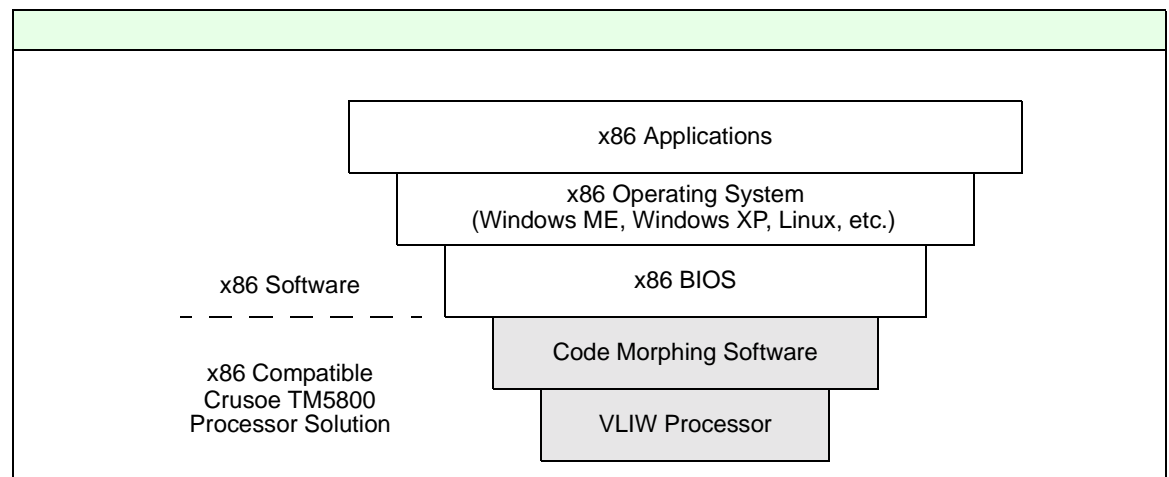 x86 Applications
x86 Operating System
(Windows ME, Windows XP, Linux, etc.)
x86 BIOS
x86 Software
Code Morphing Software
x86 Compatible
Crusoe TM5800
Processor Solution
VLIW Processor